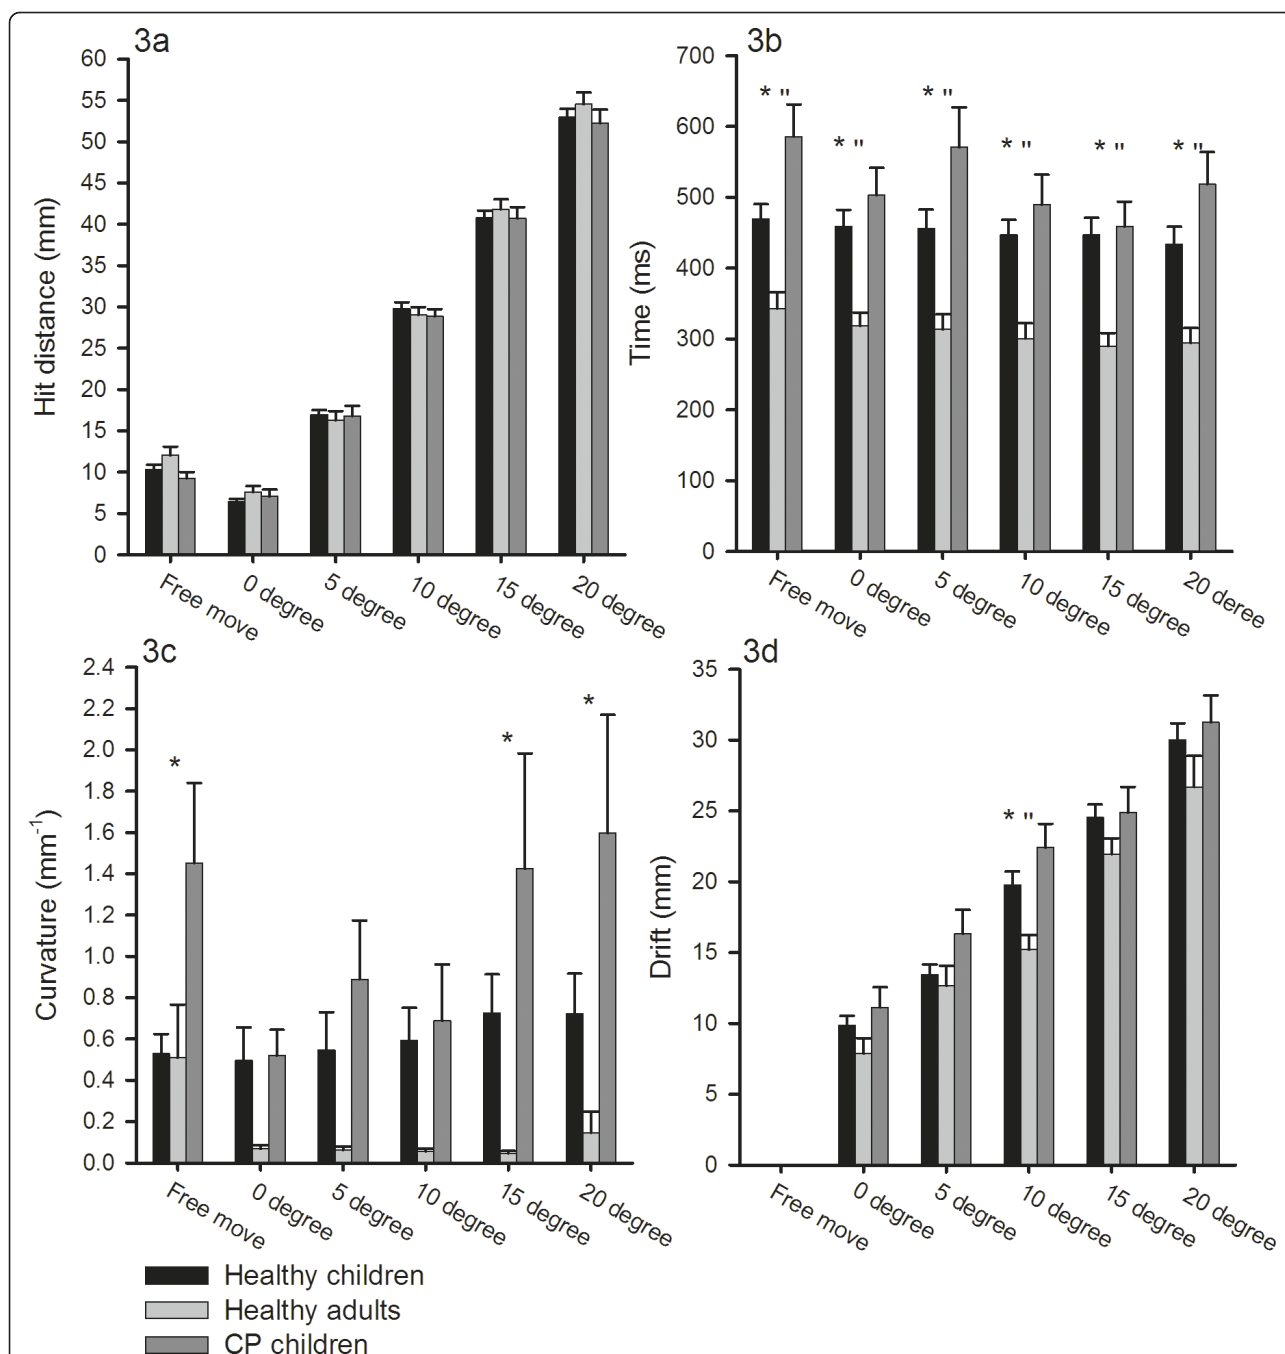 3a
60
55
50
45
40
35
30
25
20
15
10
5
0
Hit distance (mm)
Free move
0 degree
5 degree
10 degree
15 degree
20 degree
3b
700
600
500
400
300
200
100
0
Time (ms)
* "
* "
* "
* "
* "
* "
Free move
0 degree
5 degree
10 degree
15 degree
20 deree
3c
2.4
2.2
2.0
1.8
1.6
1.4
1.2
1.0
0.8
0.6
0.4
0.2
0.0
Curvature (mm⁻¹)
*
*
*
Free move
0 degree
5 degree
10 degree
15 degree
20 degree
3d
35
30
25
20
15
10
5
0
Drift (mm)
* "
Free move
0 degree
5 degree
10 degree
15 degree
20 degree
Healthy children
Healthy adults
CP children